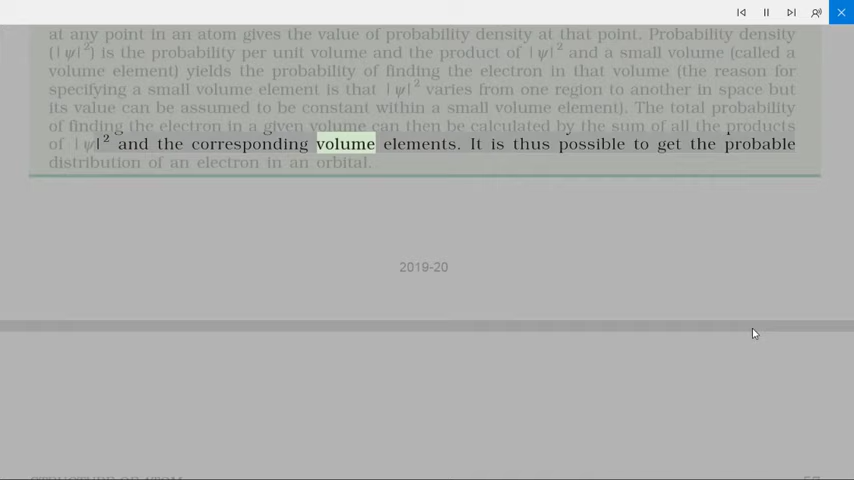 at any point in an atom gives the value of probability density at that point. Probability density
(|ψ|²) is the probability per unit volume and the product of |ψ|² and a small volume (called a
volume element) yields the probability of finding the electron in that volume (the reason for
specifying a small volume element is that |ψ|² varies from one region to another in space but
its value can be assumed to be constant within a small volume element). The total probability
of finding the electron in a given volume can then be calculated by the sum of all the products
of |ψ|² and the corresponding volume elements. It is thus possible to get the probable
distribution of an electron in an orbital.
2019-20
STRUCTURE OF ATOM